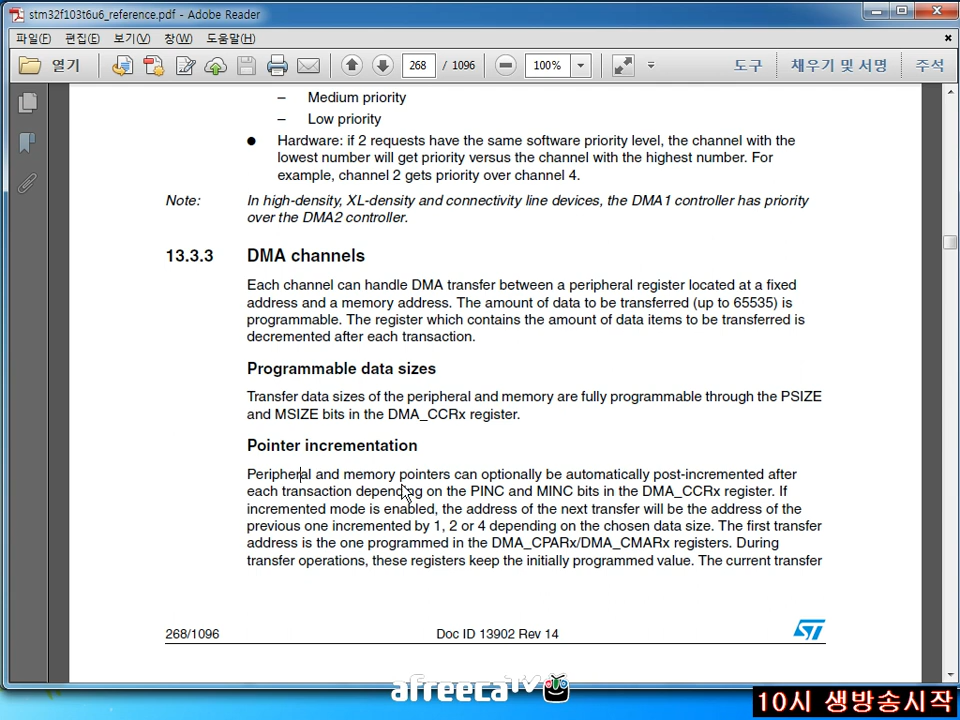 stm32f103t6u6_reference.pdf - Adobe Reader
파일(F) 편집(E) 보기(V) 창(W) 도움말(H)
열기 268 / 1096 100% 도구 채우기 및 서명 주석
– Medium priority
– Low priority
● Hardware: if 2 requests have the same software priority level, the channel with the
lowest number will get priority versus the channel with the highest number. For
example, channel 2 gets priority over channel 4.
Note: In high-density, XL-density and connectivity line devices, the DMA1 controller has priority
over the DMA2 controller.
13.3.3 DMA channels
Each channel can handle DMA transfer between a peripheral register located at a fixed
address and a memory address. The amount of data to be transferred (up to 65535) is
programmable. The register which contains the amount of data items to be transferred is
decremented after each transaction.
Programmable data sizes
Transfer data sizes of the peripheral and memory are fully programmable through the PSIZE
and MSIZE bits in the DMA_CCRx register.
Pointer incrementation
Peripheral and memory pointers can optionally be automatically post-incremented after
each transaction depending on the PINC and MINC bits in the DMA_CCRx register. If
incremented mode is enabled, the address of the next transfer will be the address of the
previous one incremented by 1, 2 or 4 depending on the chosen data size. The first transfer
address is the one programmed in the DMA_CPARx/DMA_CMARx registers. During
transfer operations, these registers keep the initially programmed value. The current transfer
268/1096 Doc ID 13902 Rev 14 ST
afreecaTV
10시 생방송시작